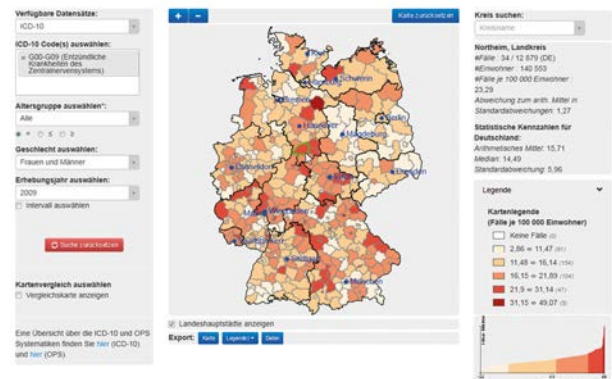 Verfügbare Datensätze:
ICD-10
ICD-10 Code(s) auswählen:
G00-G09 (Entzündliche
Krankheiten des
Zentralnervensystems)
Altersgruppe auswählen*:
Alle
Geschlecht auswählen:
Frauen und Männer
Erhebungsjahr auswählen:
2009
Intervall auswählen
Suche zurücksetzen
Kartenvergleich auswählen
Vergleichskarte anzeigen
Eine Übersicht über die ICD-10 und OPS
Systematiken finden Sie hier (ICD-10)
und hier (OPS).
+ −
Karte zurücksetzen
Kiel
Schwerin
Hamburg
Bremen
Berlin
Hannover
Magdeburg
Düsseldorf
Dresden
Erfurt
Wiesbaden
Mainz
Saarbrücken
Stuttgart
München
Landeshauptstädte anzeigen
Export: Karte Legende(n) Daten
Kreis suchen:
Kreisname
Northeim, Landkreis
#Fälle : 34 / 12 879 (DE)
#Einwohner : 140 553
#Fälle je 100 000 Einwohner :
23,29
Abweichung zum arith. Mittel in
Standardabweichungen: 1,27
Statistische Kennzahlen für
Deutschland:
Arithmetisches Mittel: 15,71
Median: 14,49
Standardabweichung: 5,96
Legende
Kartenlegende
(Fälle je 100 000 Einwohner)
Keine Fälle (0)
2,86 ⇔ 11,47 (91)
11,48 ⇔ 16,14 (154)
16,15 ⇔ 21,89 (104)
21,9 ⇔ 31,14 (47)
31,15 ⇔ 49,07 (5)